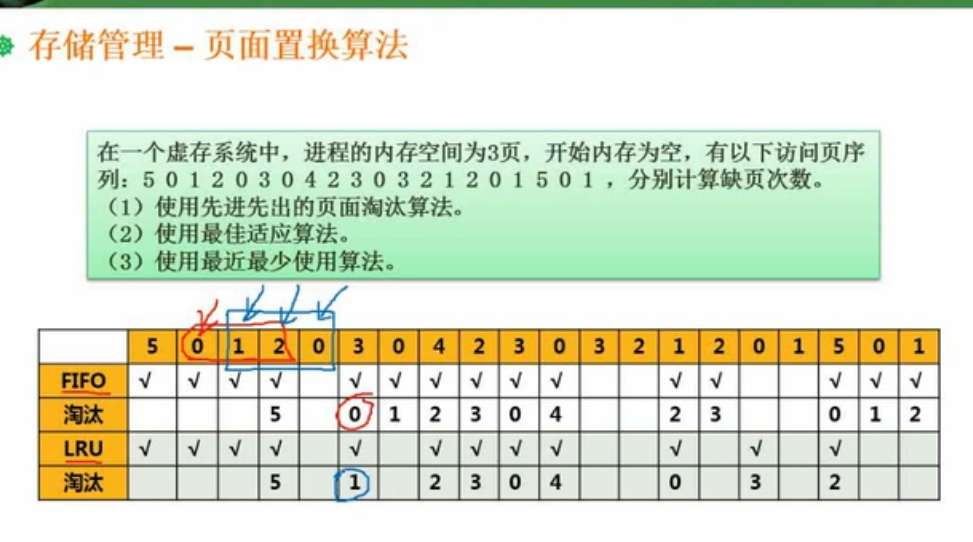 存储管理 – 页面置换算法
在一个虚存系统中，进程的内存空间为3页，开始内存为空，有以下访问页序
列：5 0 1 2 0 3 0 4 2 3 0 3 2 1 2 0 1 5 0 1 ，分别计算缺页次数。
（1）使用先进先出的页面淘汰算法。
（2）使用最佳适应算法。
（3）使用最近最少使用算法。
5 0 1 2 0 3 0 4 2 3 0 3 2 1 2 0 1 5 0 1
FIFO √ √ √ √ √ √ √ √ √ √ √ √ √ √ √
淘汰 5 0 1 2 3 0 4 2 3 0 1 2
LRU √ √ √ √ √ √ √ √ √ √ √ √
淘汰 5 1 2 3 0 4 0 3 2